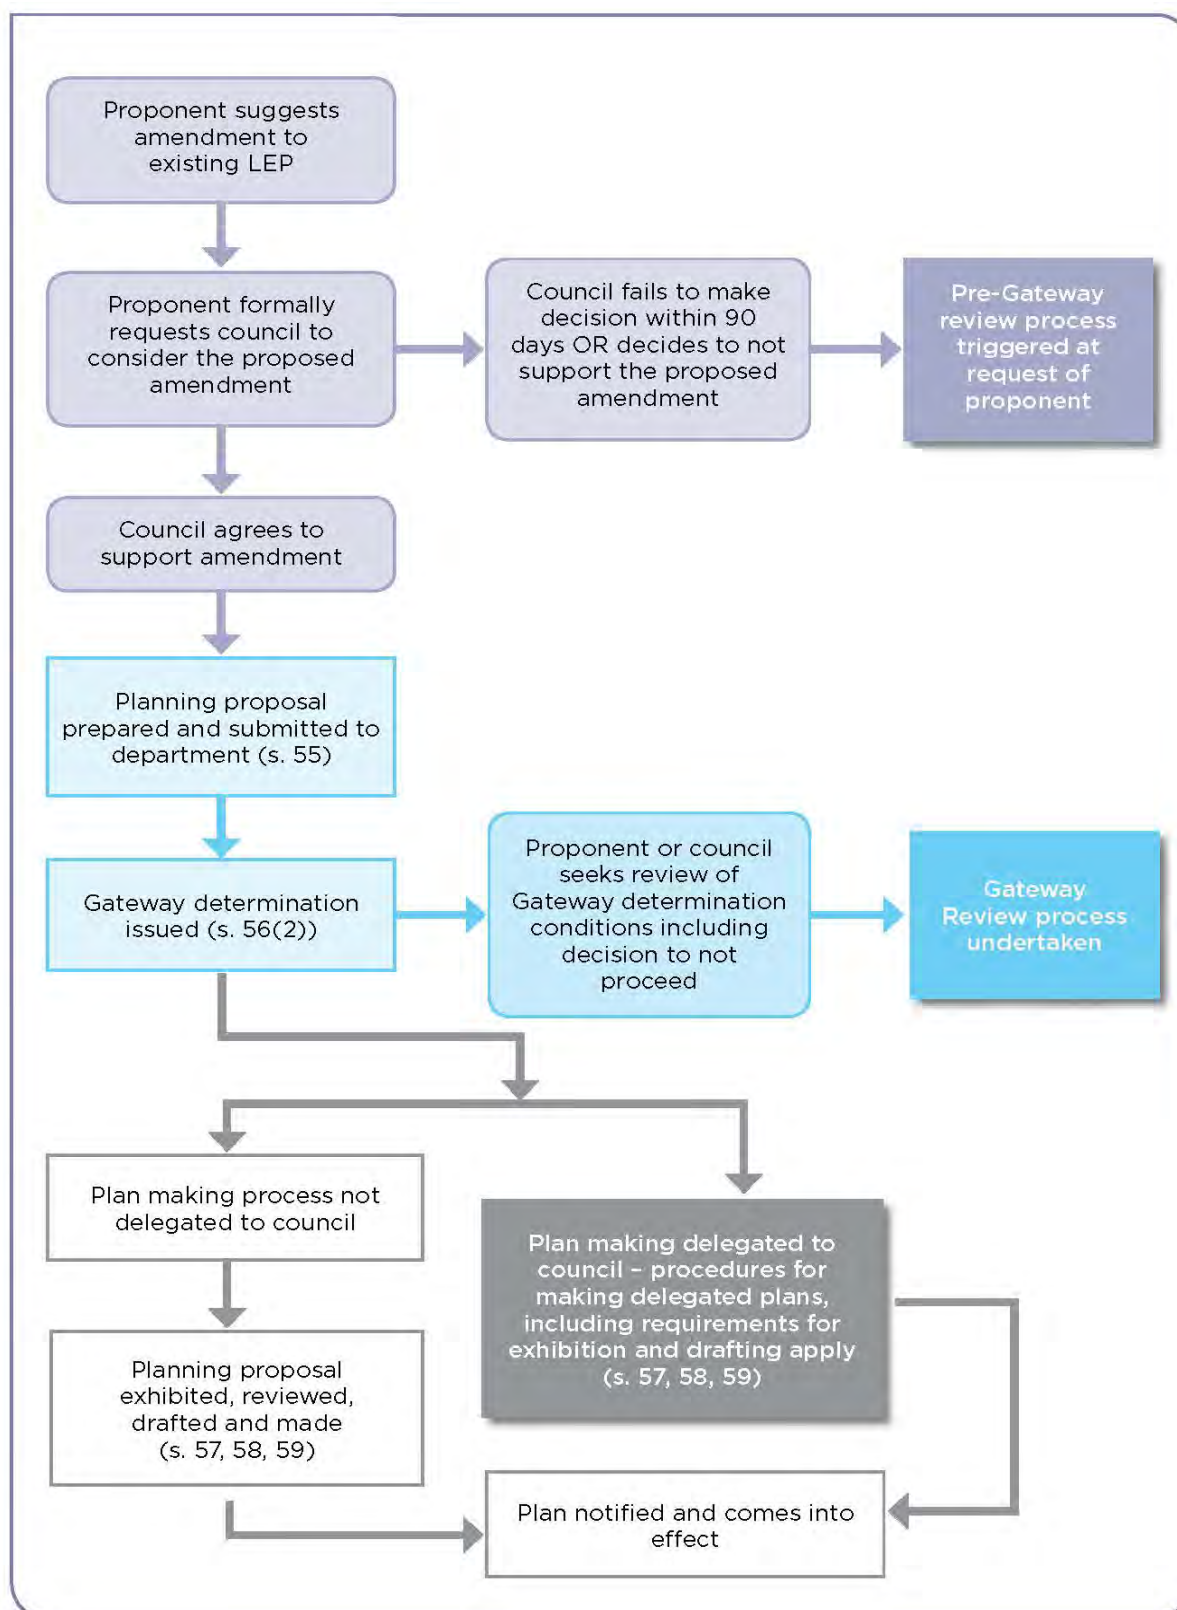 Proponent suggests
amendment to
existing LEP
Proponent formally
requests council to
consider the proposed
amendment
Council fails to make
decision within 90
days OR decides to not
support the proposed
amendment
Pre-Gateway
review process
triggered at
request of
proponent
Council agrees to
support amendment
Planning proposal
prepared and submitted to
department (s. 55)
Gateway determination
issued (s. 56(2))
Proponent or council
seeks review of
Gateway determination
conditions including
decision to not
proceed
Gateway
Review process
undertaken
Plan making process not
delegated to council
Plan making delegated to
council – procedures for
making delegated plans,
including requirements for
exhibition and drafting apply
(s. 57, 58, 59)
Planning proposal
exhibited, reviewed,
drafted and made
(s. 57, 58, 59)
Plan notified and comes into
effect